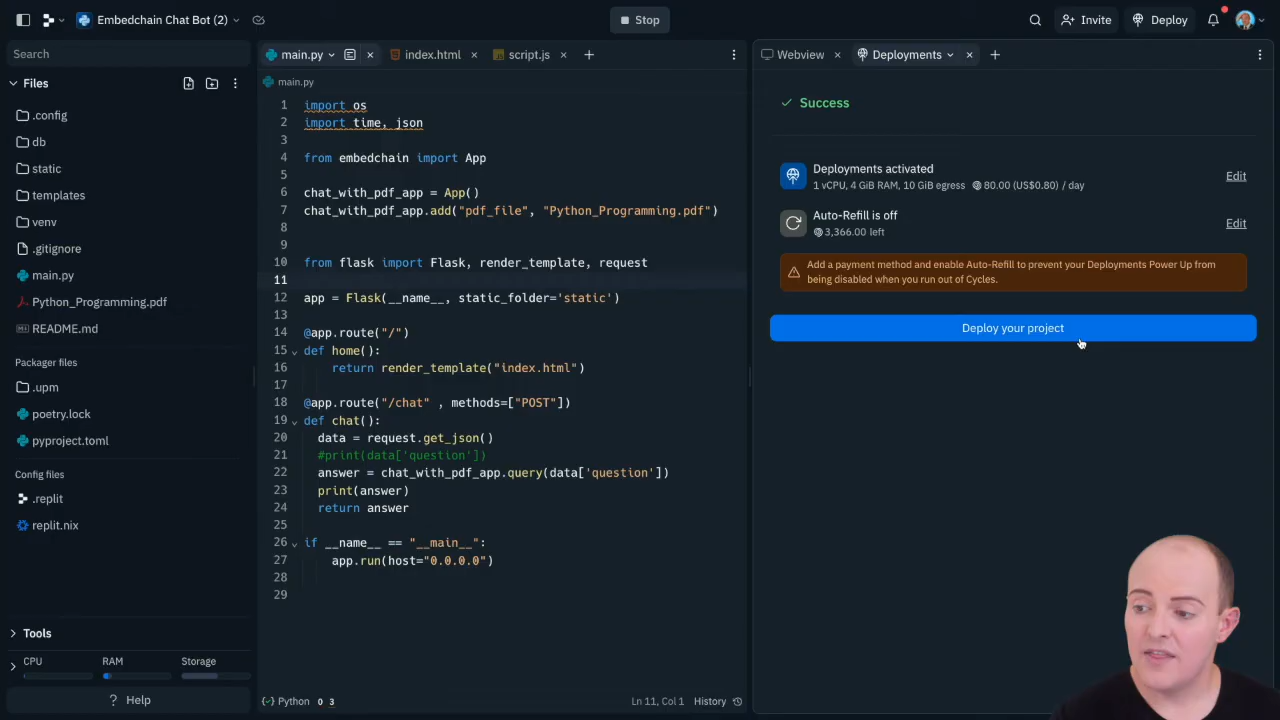 Embedchain Chat Bot (2)
Stop
Invite
Deploy
Search
Files
.config
db
static
templates
venv
.gitignore
main.py
Python_Programming.pdf
README.md
Packager files
.upm
poetry.lock
pyproject.toml
Config files
.replit
replit.nix
Tools
CPU
RAM
Storage
Help
main.py
index.html
script.js
main.py
1 import os
2 import time, json
3
4 from embedchain import App
5
6 chat_with_pdf_app = App()
7 chat_with_pdf_app.add("pdf_file", "Python_Programming.pdf")
8
9
10 from flask import Flask, render_template, request
11
12 app = Flask(__name__, static_folder='static')
13
14 @app.route("/")
15 def home():
16 return render_template("index.html")
17
18 @app.route("/chat" , methods=["POST"])
19 def chat():
20 data = request.get_json()
21 #print(data['question'])
22 answer = chat_with_pdf_app.query(data['question'])
23 print(answer)
24 return answer
25
26 if __name__ == "__main__":
27 app.run(host="0.0.0.0")
28
29
Python 0 3
Ln 11, Col 1
History
Webview
Deployments
Success
Deployments activated
1 vCPU, 4 GiB RAM, 10 GiB egress 80.00 (US$0.80) / day
Edit
Auto-Refill is off
3,366.00 left
Edit
Add a payment method and enable Auto-Refill to prevent your Deployments Power Up from
being disabled when you run out of Cycles.
Deploy your project